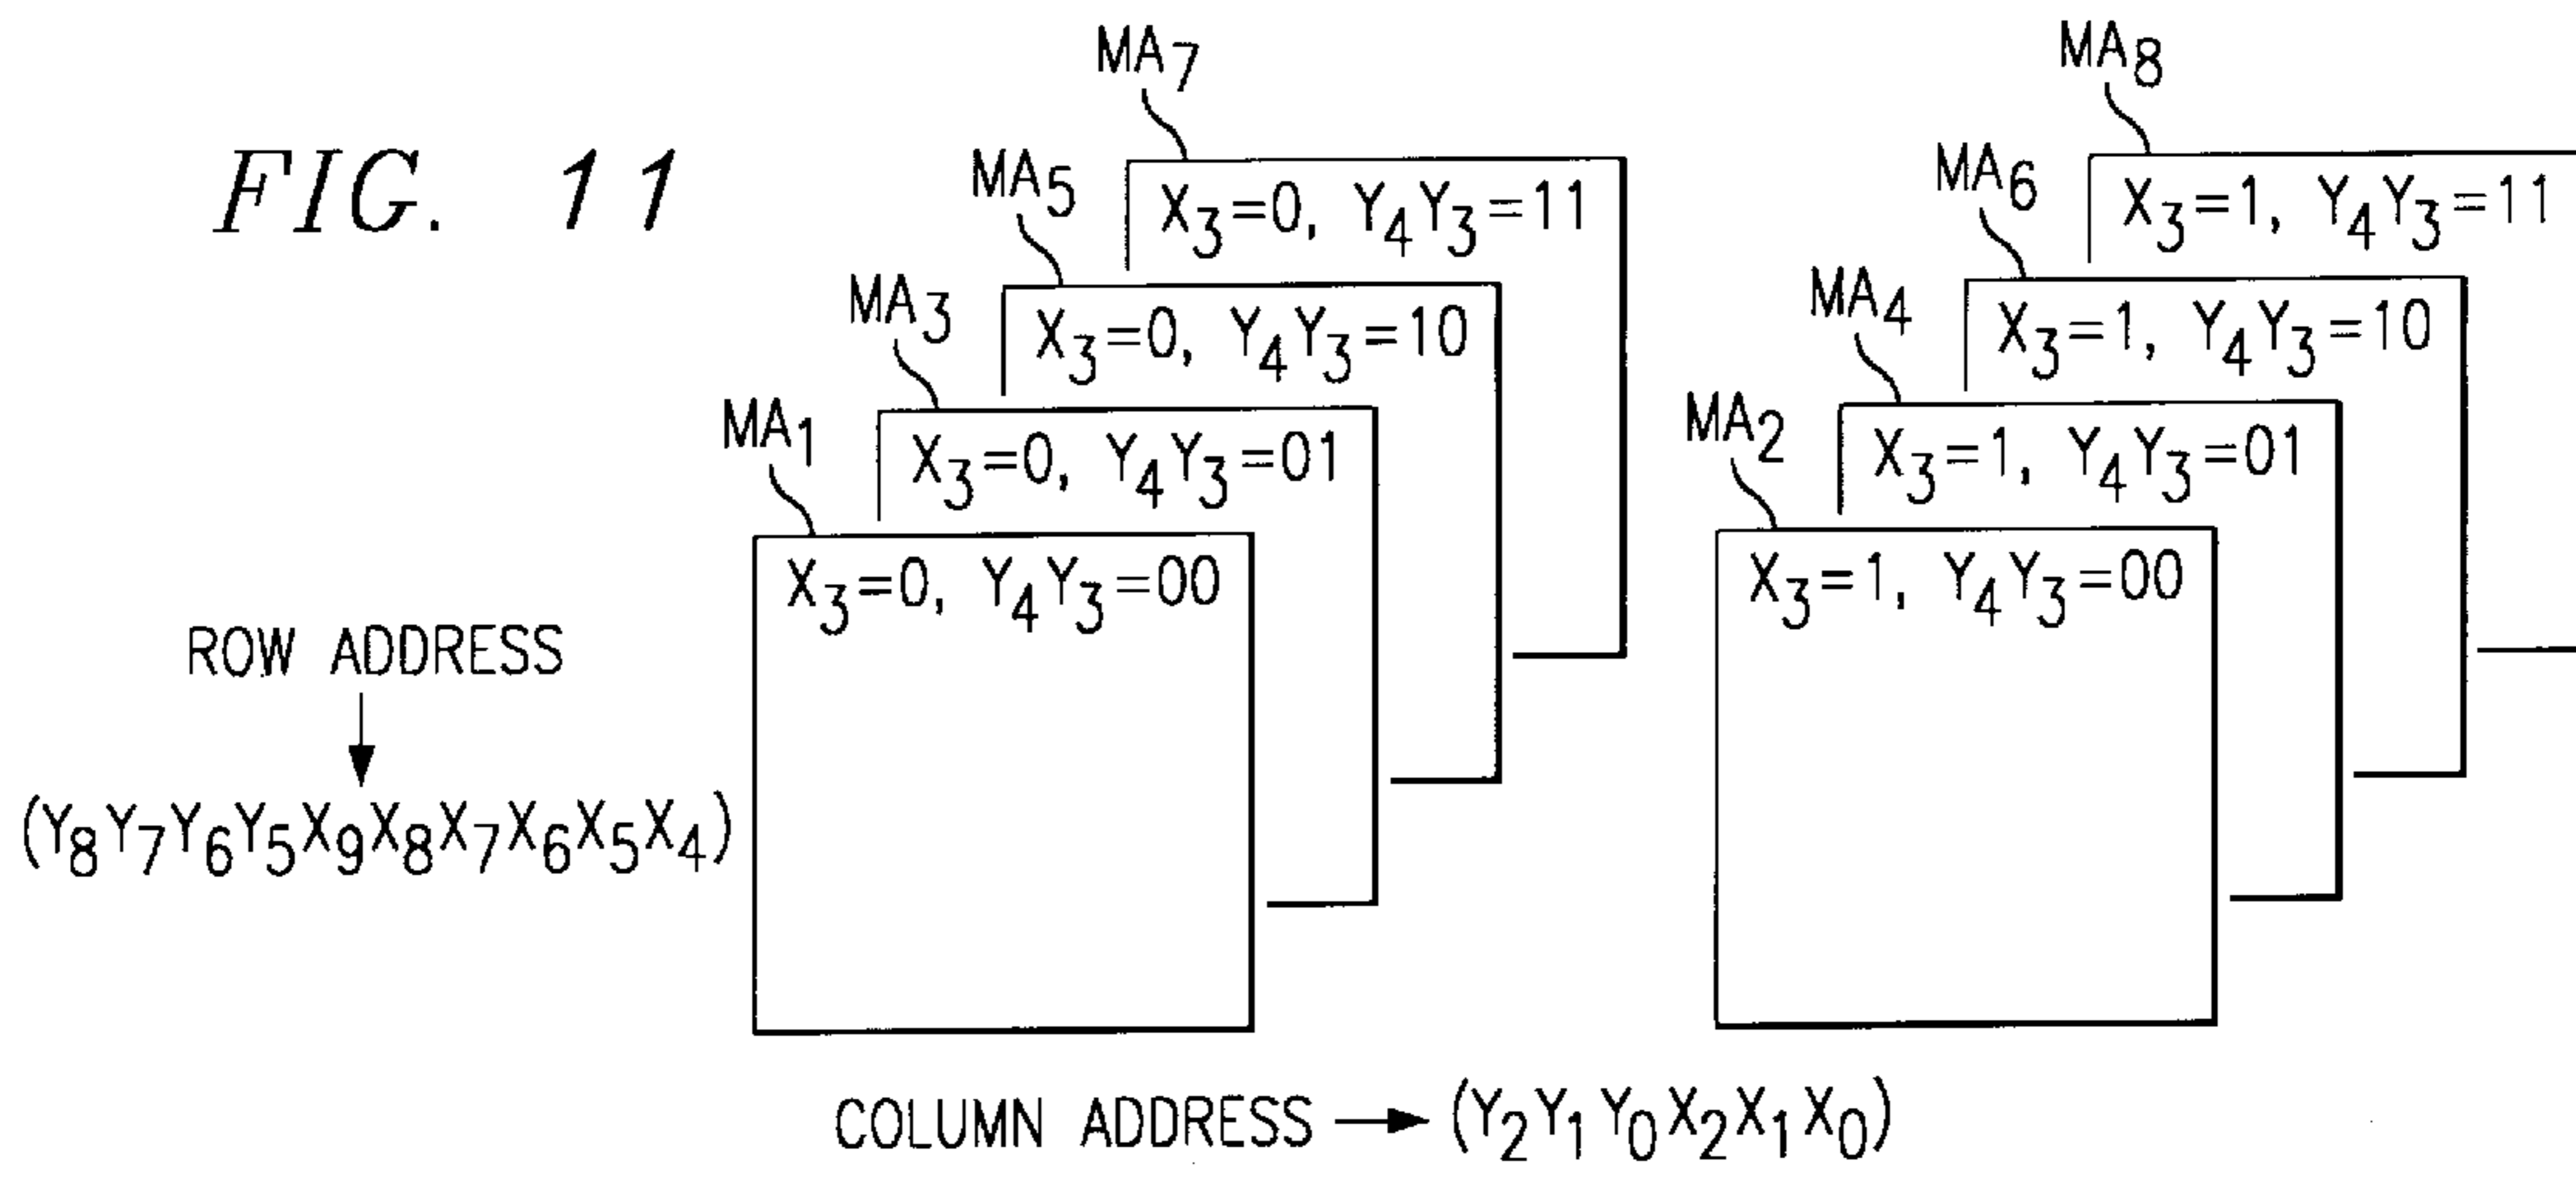 FIG. 11
MA7
X3=0, Y4Y3=11
MA5
X3=0, Y4Y3=10
MA3
X3=0, Y4Y3=01
MA1
X3=0, Y4Y3=00
MA8
X3=1, Y4Y3=11
MA6
X3=1, Y4Y3=10
MA4
X3=1, Y4Y3=01
MA2
X3=1, Y4Y3=00
ROW ADDRESS
(Y8Y7Y6Y5X9X8X7X6X5X4)
COLUMN ADDRESS → (Y2Y1Y0X2X1X0)